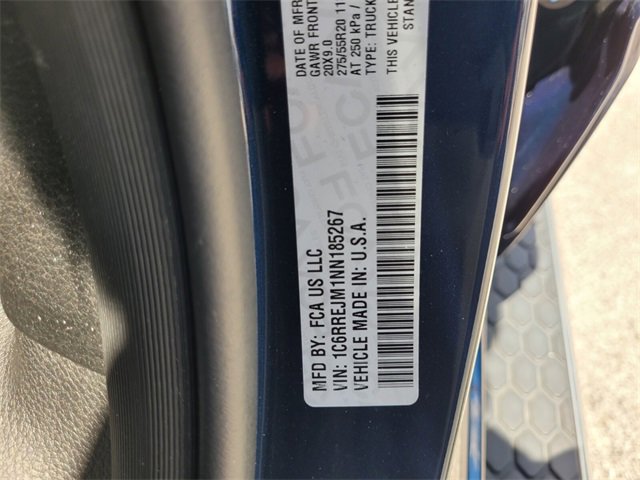 MFD BY: FCA US LLC
DATE OF MFR
GAWR FRONT
20X9.0
275/55R20 11
AT 250 kPa /
TYPE: TRUCK
THIS VEHICLE
STAN
VIN: 1C6RREJM1NN185267
VEHICLE MADE IN: U.S.A.